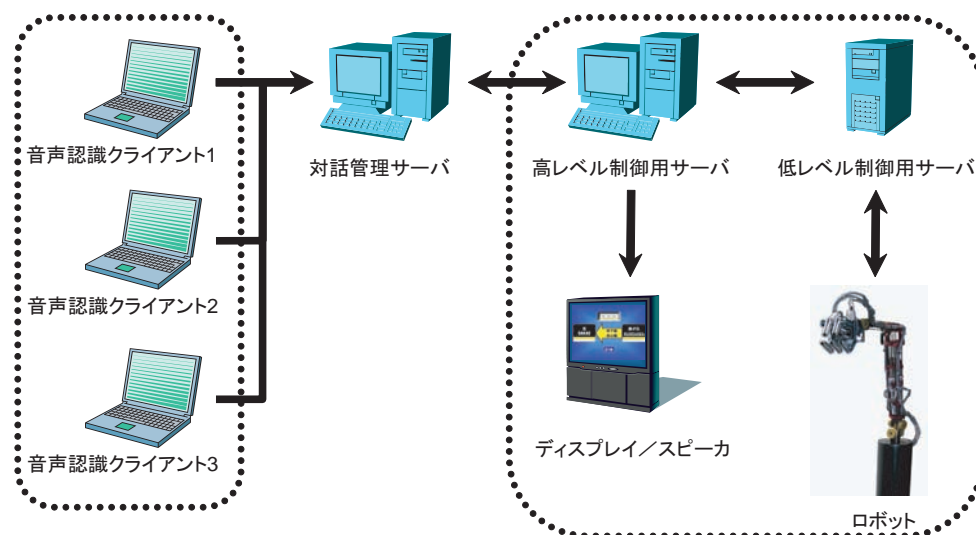 音声認識クライアント1
対話管理サーバ
高レベル制御用サーバ
低レベル制御用サーバ
音声認識クライアント2
音声認識クライアント3
ディスプレイ／スピーカ
ロボット